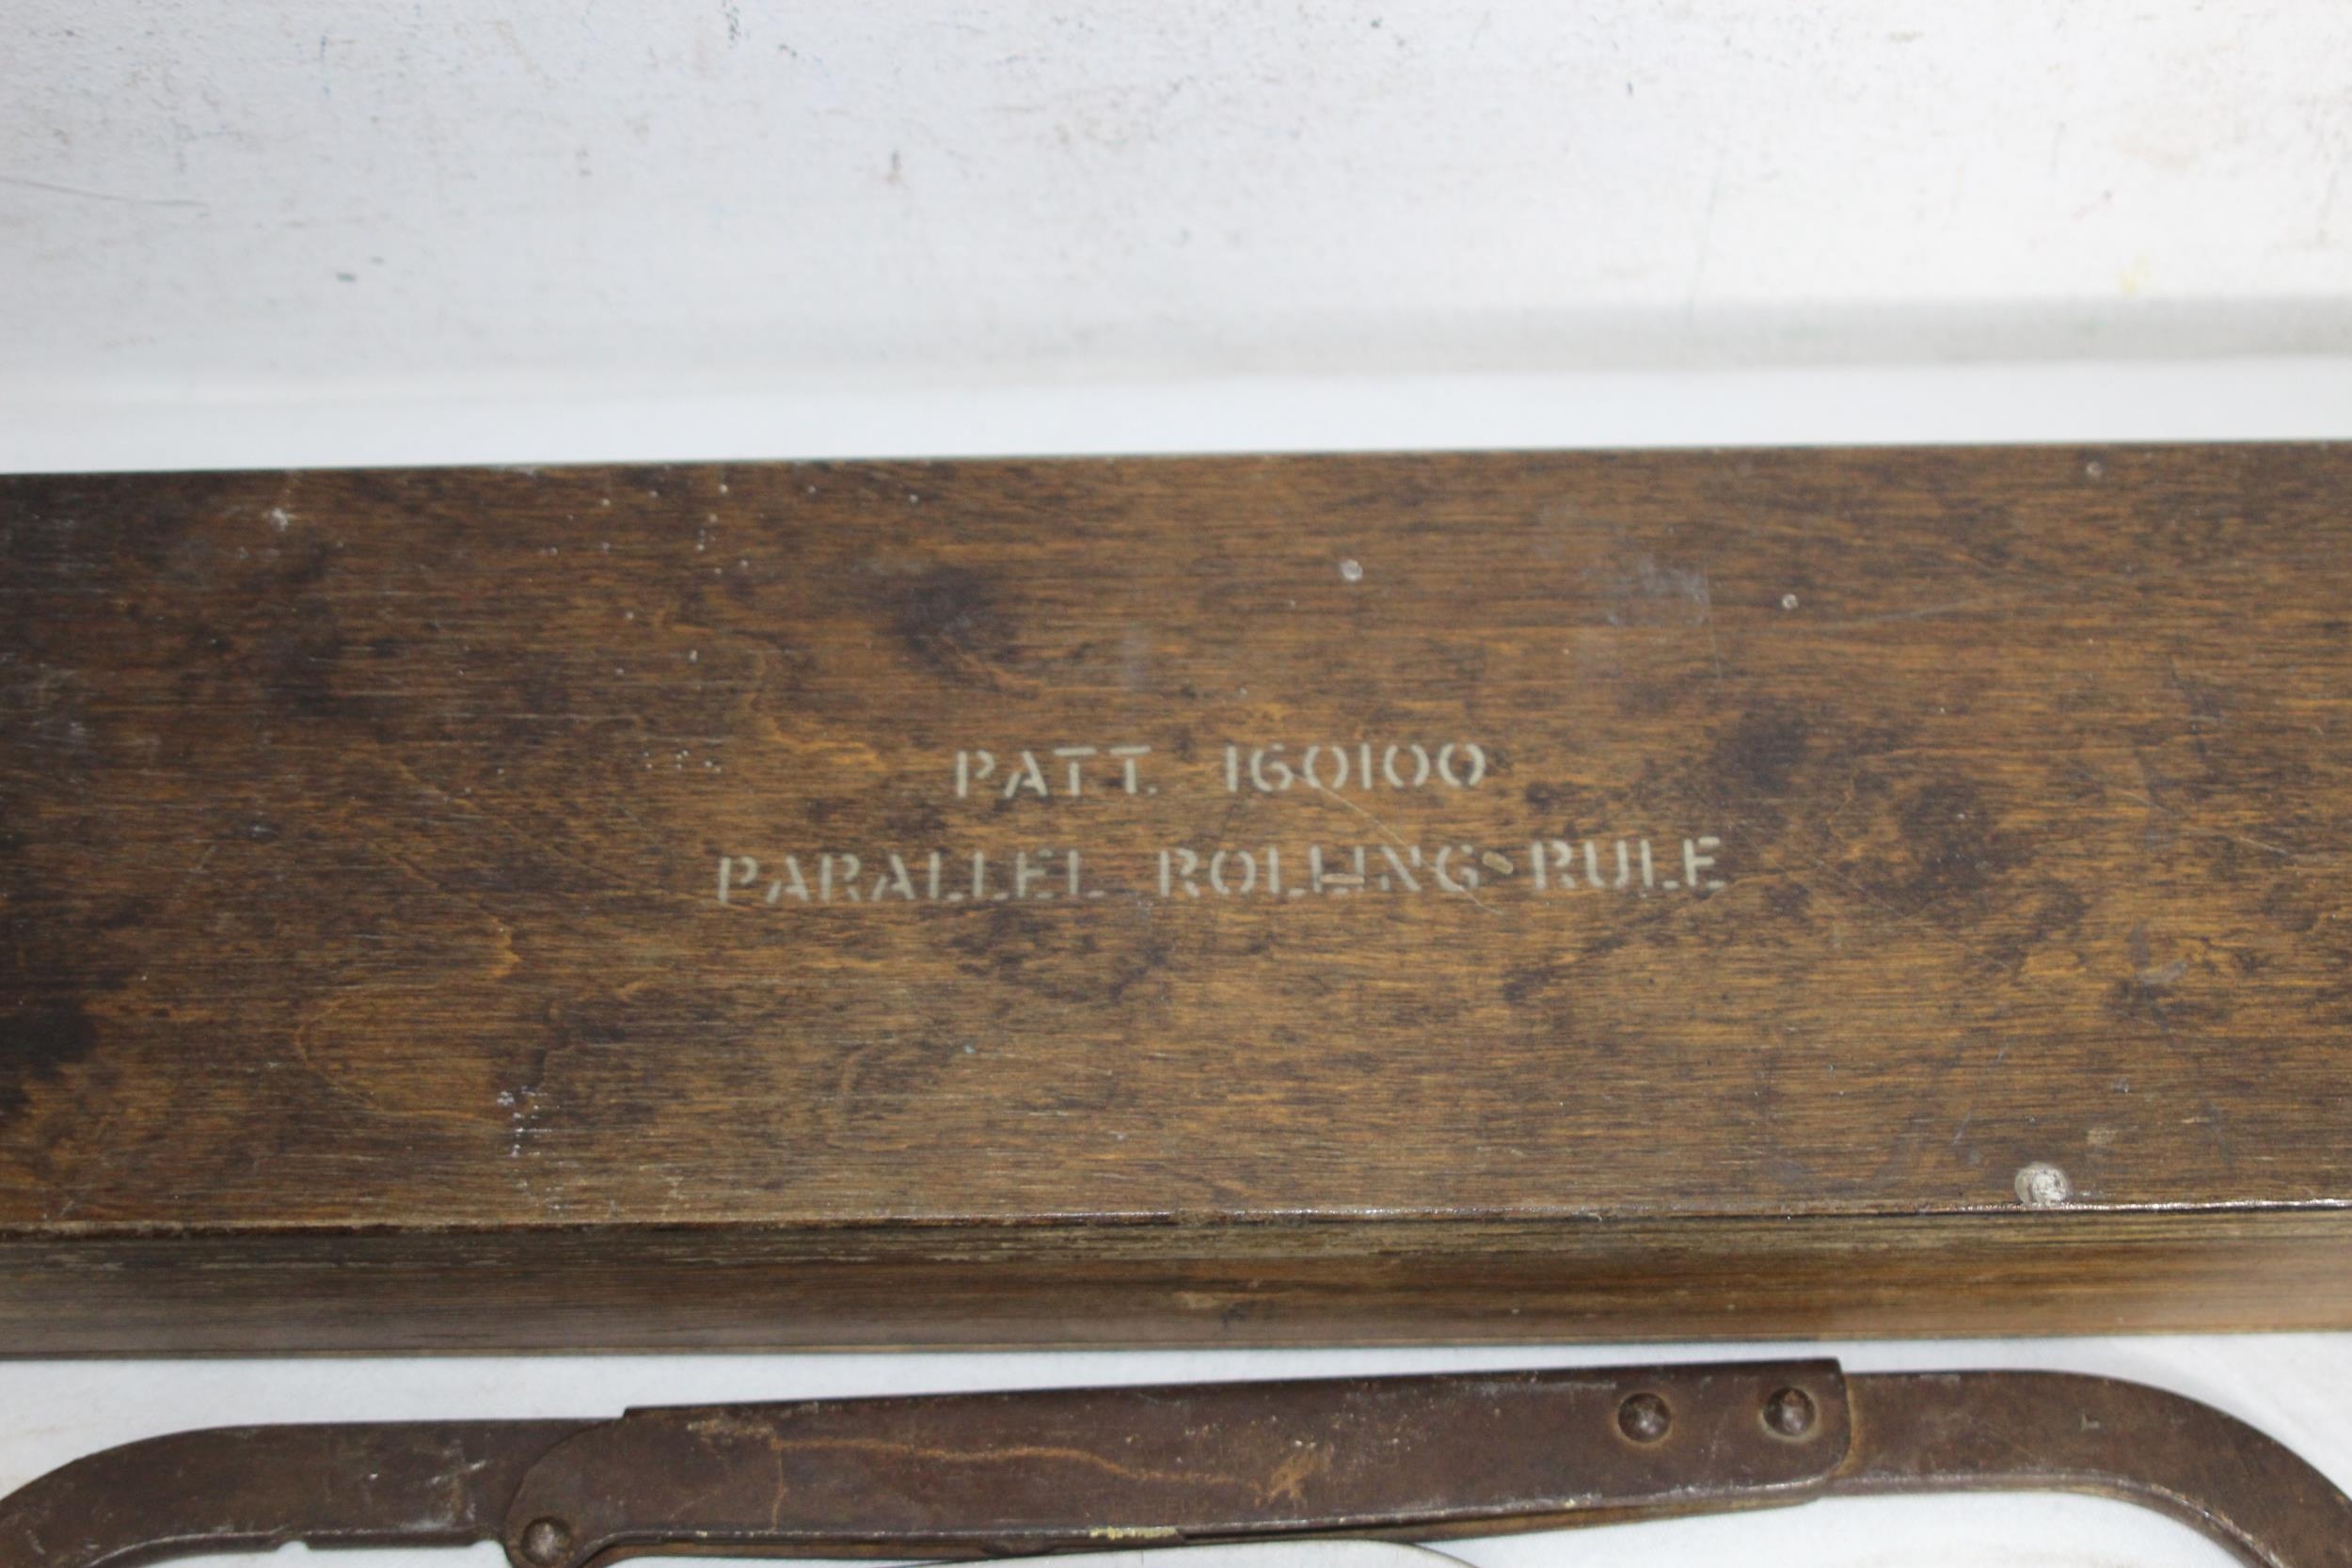 PATT. 160100
PARALLEL ROLLING RULE